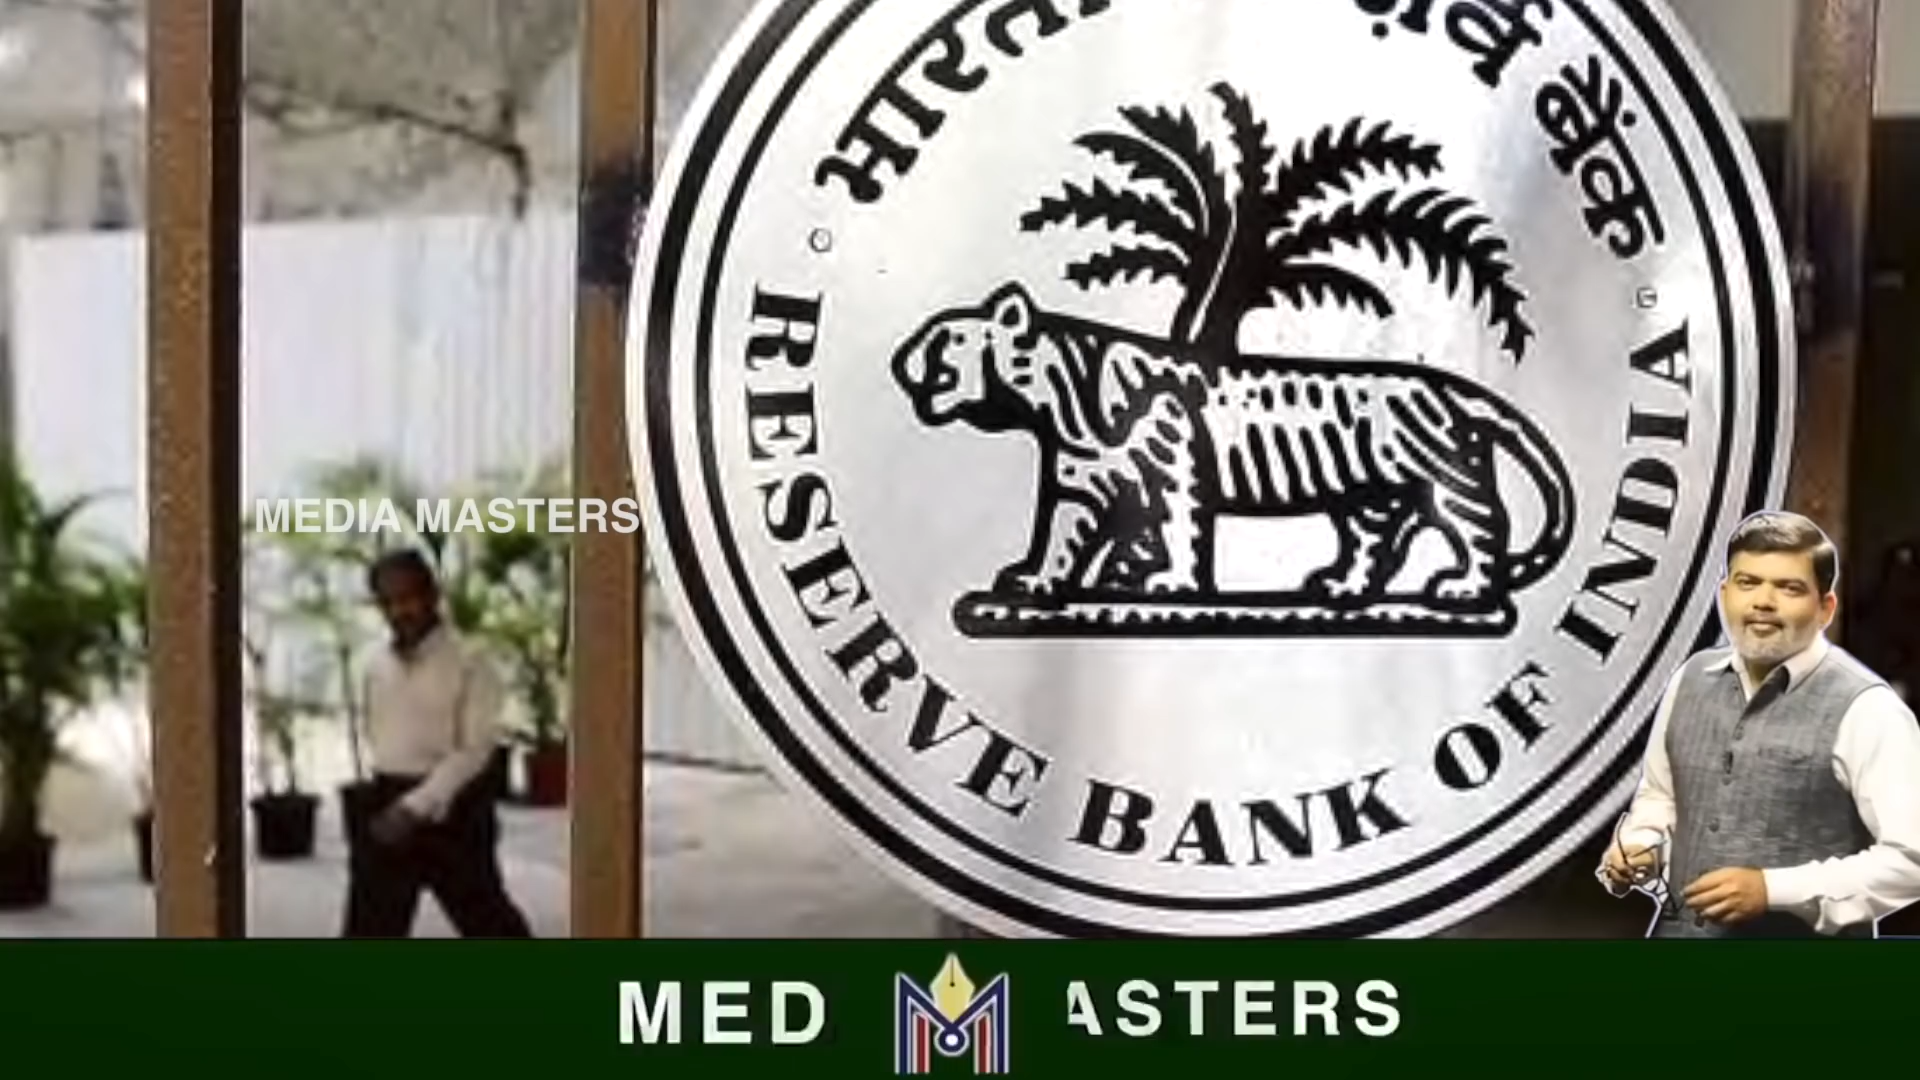 बैंक
RESERVE BANK OF INDIA
MEDIA MASTERS
MED M ASTERS